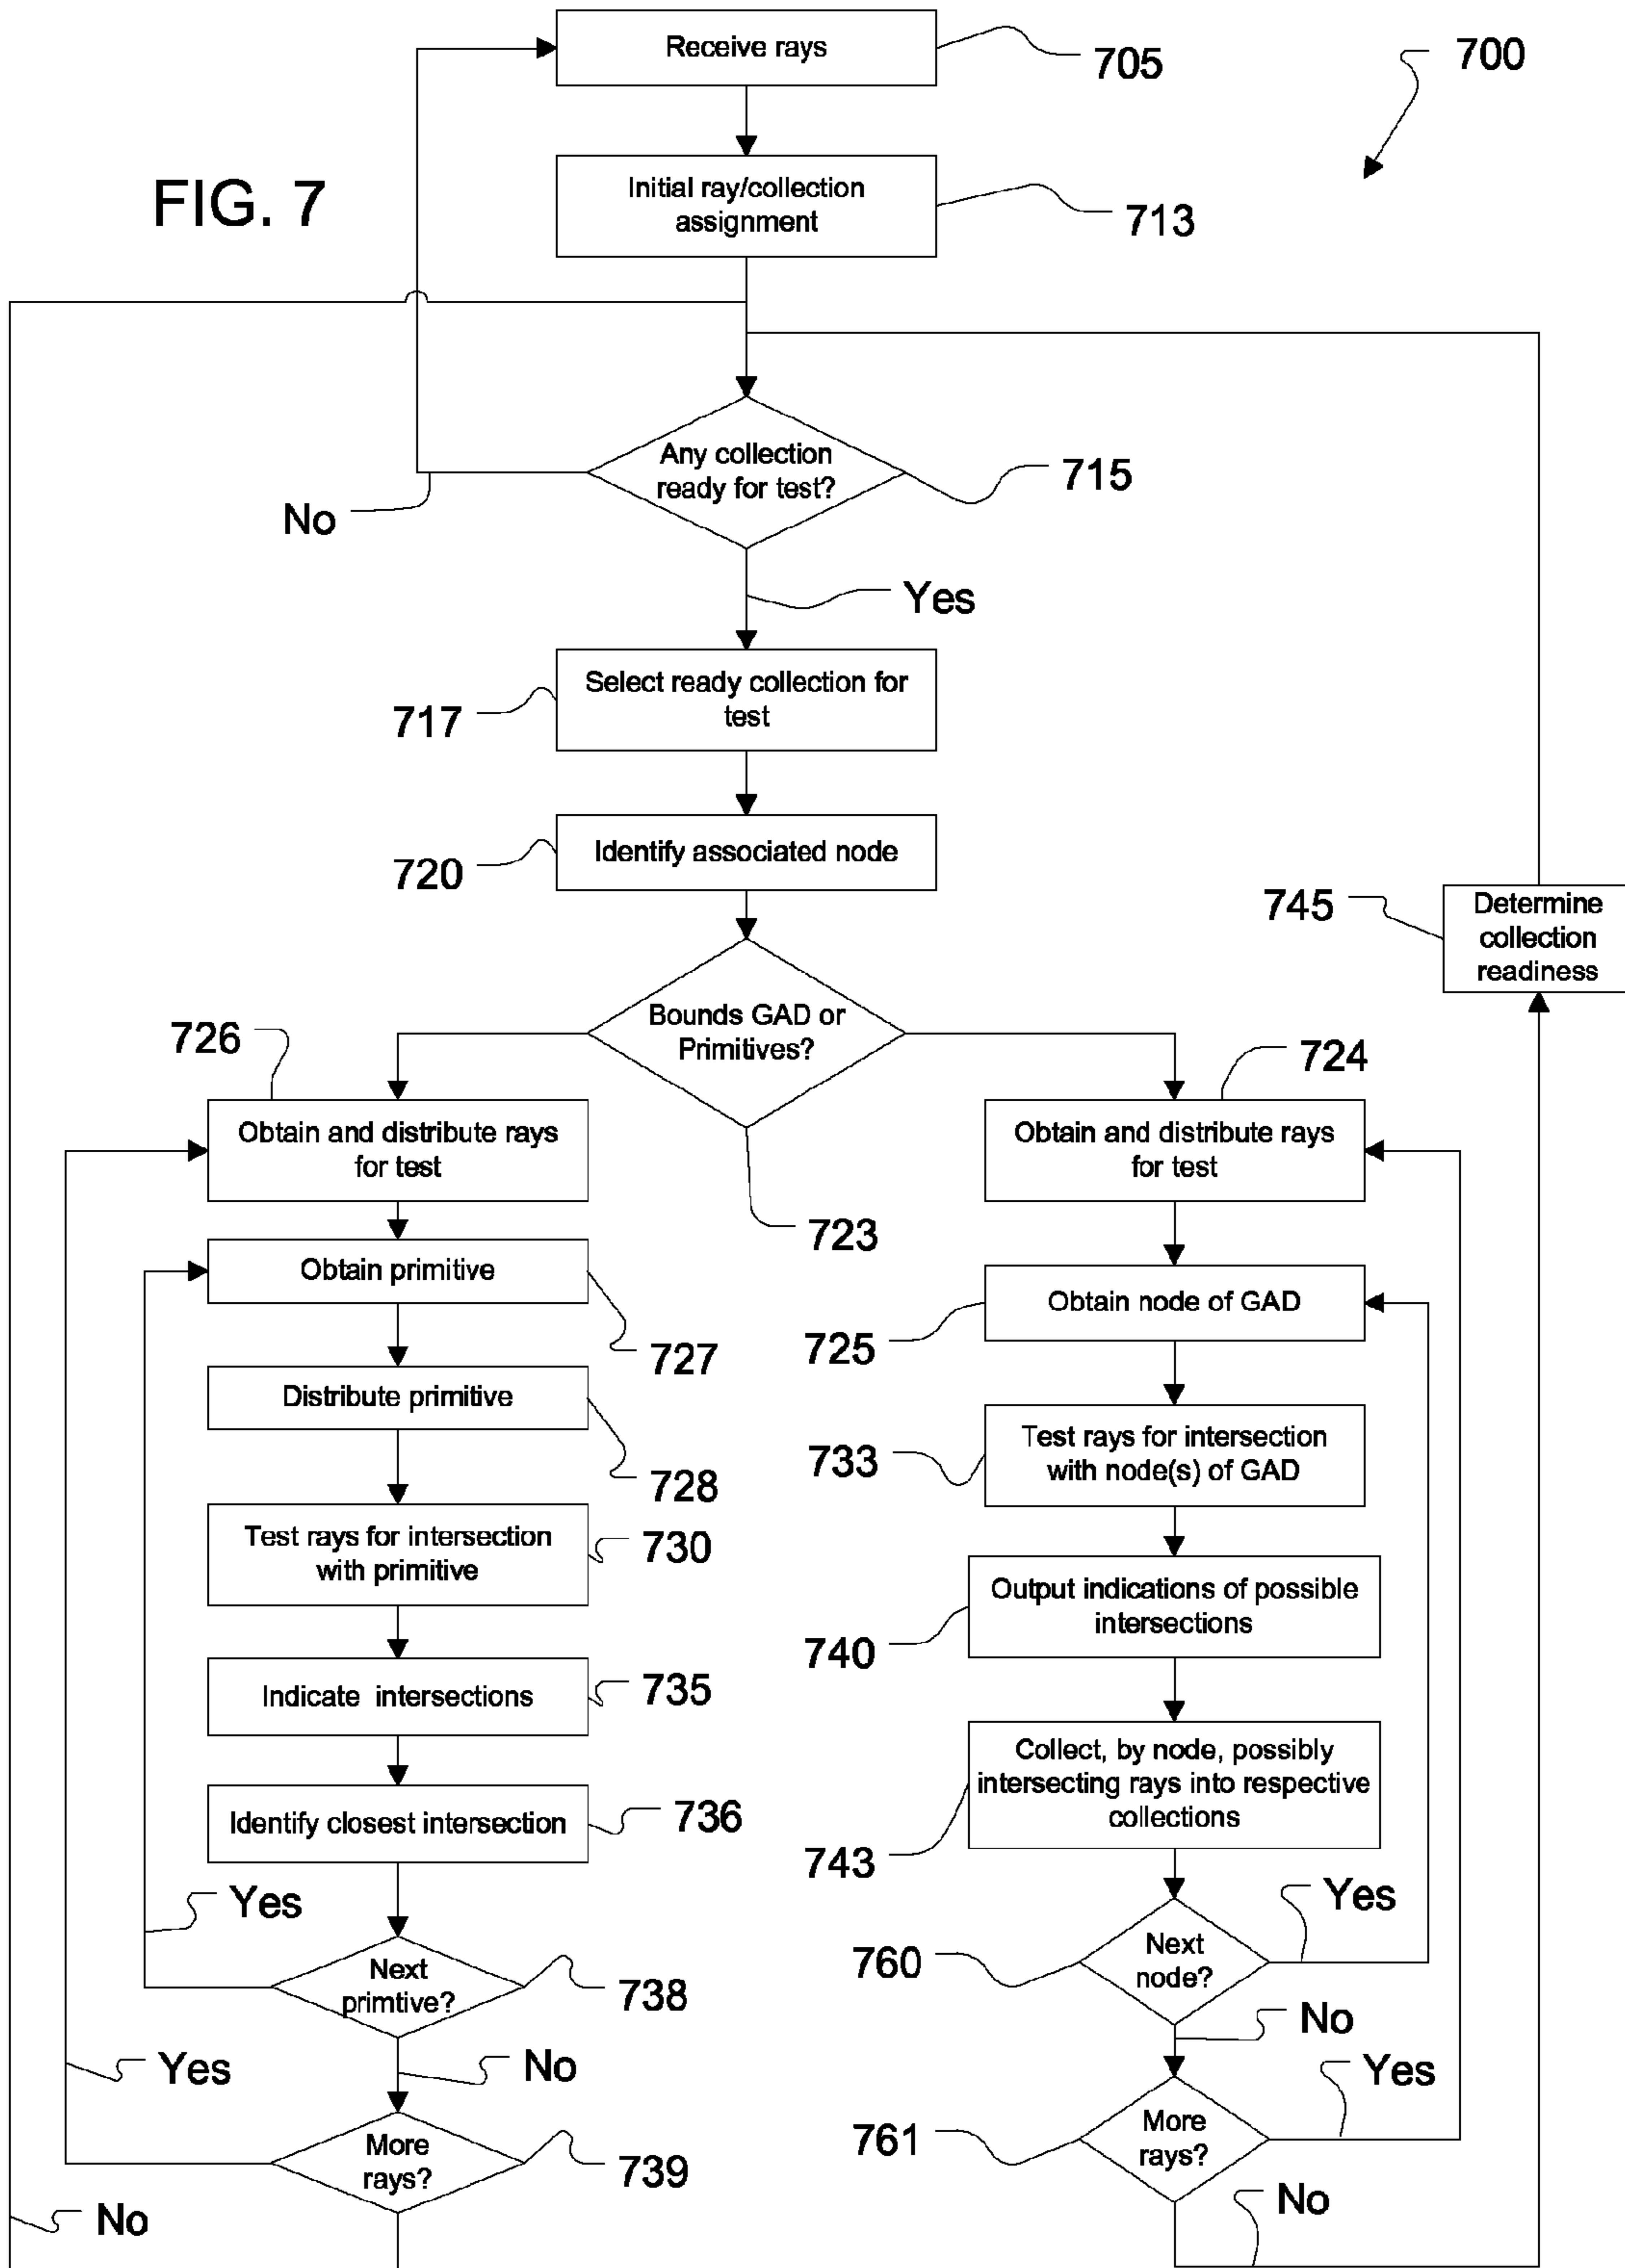 Receive rays
705
700
FIG. 7
Initial ray/collection
assignment
713
Any collection
ready for test?
715
No
Yes
Select ready collection for
test
717
Identify associated node
720
745
Determine
collection
readiness
Bounds GAD or
Primitives?
726
724
Obtain and distribute rays
for test
Obtain and distribute rays
for test
723
Obtain primitive
727
Obtain node of GAD
725
Distribute primitive
728
Test rays for intersection
with node(s) of GAD
733
Test rays for intersection
with primitive
730
Output indications of possible
intersections
740
Indicate intersections
735
Collect, by node, possibly
intersecting rays into respective
collections
743
Identify closest intersection
736
Yes
Yes
Next
primtive?
738
Next
node?
760
No
No
Yes
Yes
More
rays?
739
More
rays?
761
No
No